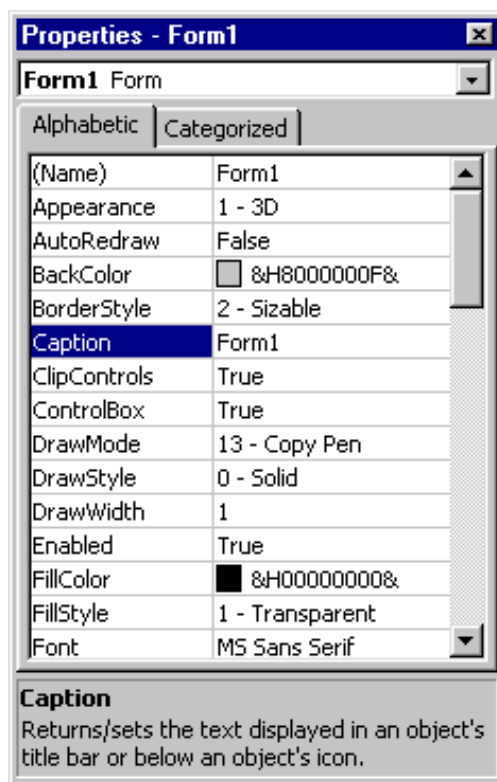 Properties - Form1
Form1 Form
Alphabetic Categorized
(Name) Form1
Appearance 1 - 3D
AutoRedraw False
BackColor &H8000000F&
BorderStyle 2 - Sizable
Caption Form1
ClipControls True
ControlBox True
DrawMode 13 - Copy Pen
DrawStyle 0 - Solid
DrawWidth 1
Enabled True
FillColor &H00000000&
FillStyle 1 - Transparent
Font MS Sans Serif
Caption
Returns/sets the text displayed in an object's
title bar or below an object's icon.